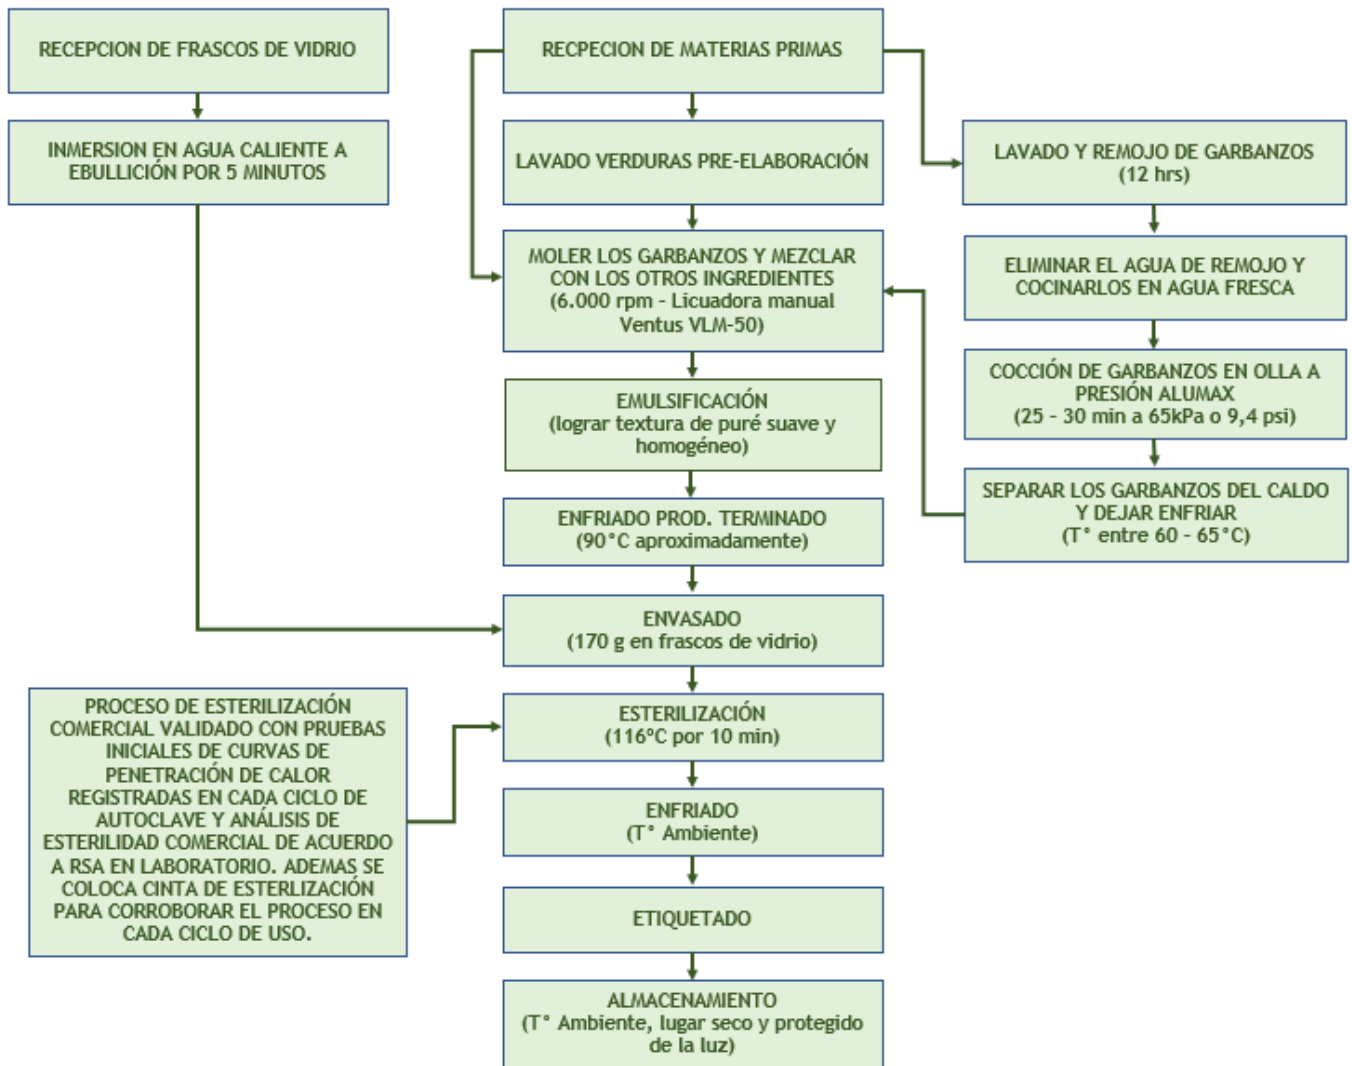 RECEPCION DE FRASCOS DE VIDRIO
INMERSION EN AGUA CALIENTE A
EBULLICIÓN POR 5 MINUTOS
RECPECION DE MATERIAS PRIMAS
LAVADO VERDURAS PRE-ELABORACIÓN
MOLER LOS GARBANZOS Y MEZCLAR
CON LOS OTROS INGREDIENTES
(6.000 rpm - Licuadora manual
Ventus VLM-50)
EMULSIFICACIÓN
(lograr textura de puré suave y
homogéneo)
ENFRIADO PROD. TERMINADO
(90°C aproximadamente)
ENVASADO
(170 g en frascos de vidrio)
ESTERILIZACIÓN
(116ºC por 10 min)
ENFRIADO
(T° Ambiente)
ETIQUETADO
ALMACENAMIENTO
(T° Ambiente, lugar seco y protegido
de la luz)
LAVADO Y REMOJO DE GARBANZOS
(12 hrs)
ELIMINAR EL AGUA DE REMOJO Y
COCINARLOS EN AGUA FRESCA
COCCIÓN DE GARBANZOS EN OLLA A
PRESIÓN ALUMAX
(25 - 30 min a 65kPa o 9,4 psi)
SEPARAR LOS GARBANZOS DEL CALDO
Y DEJAR ENFRIAR
(T° entre 60 - 65°C)
PROCESO DE ESTERILIZACIÓN
COMERCIAL VALIDADO CON PRUEBAS
INICIALES DE CURVAS DE
PENETRACIÓN DE CALOR
REGISTRADAS EN CADA CICLO DE
AUTOCLAVE Y ANÁLISIS DE
ESTERILIDAD COMERCIAL DE ACUERDO
A RSA EN LABORATORIO. ADEMAS SE
COLOCA CINTA DE ESTERLIZACIÓN
PARA CORROBORAR EL PROCESO EN
CADA CICLO DE USO.